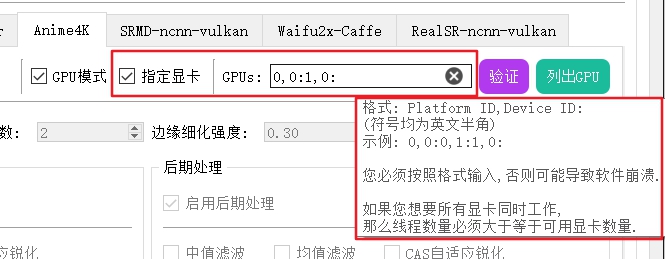 Anime4K
SRMD-ncnn-vulkan
Waifu2x-Caffe
RealSR-ncnn-vulkan
GPU模式
指定显卡
GPUs:
0,0:1,0:
验证
列出GPU
格式: Platform ID,Device ID:
(符号均为英文半角)
示例: 0,0:0,1:1,0:
您必须按照格式输入,否则可能导致软件崩溃.
如果您想要所有显卡同时工作,
那么线程数量必须大于等于可用显卡数量.
数:
2
边缘细化强度:
0.30
后期处理
启用后期处理
应锐化
中值滤波
均值滤波
CAS自适应锐化